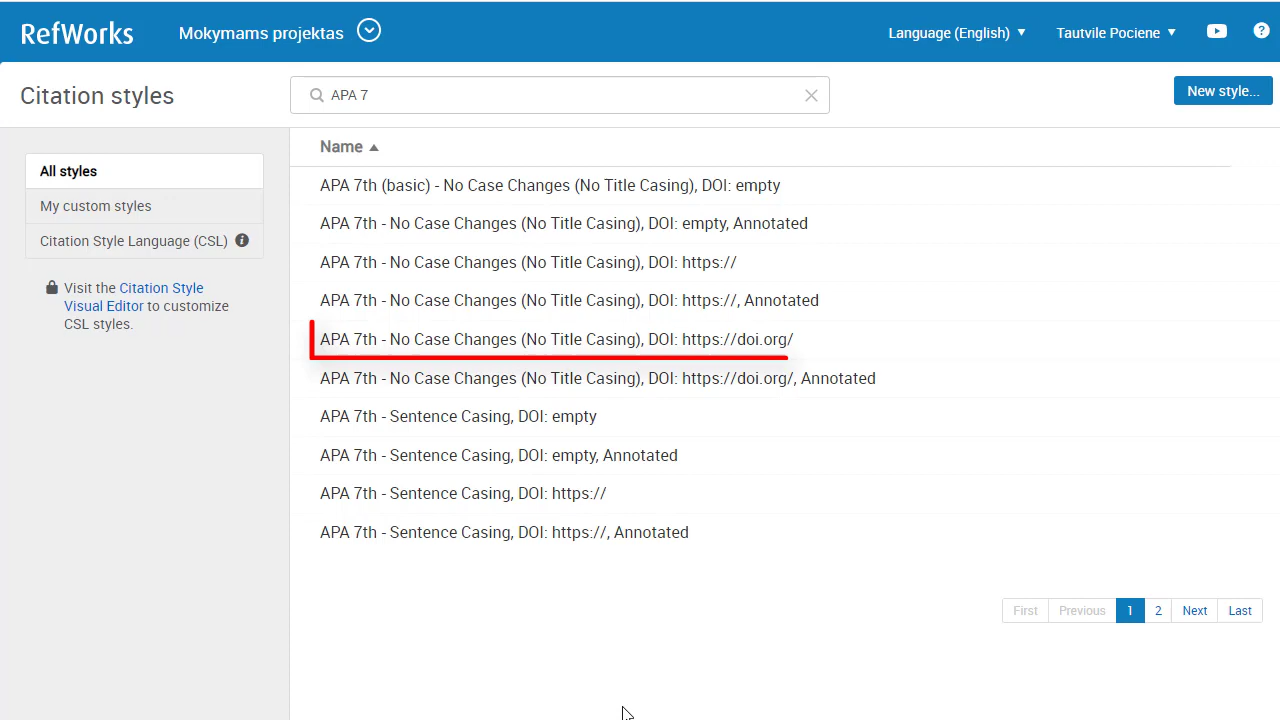 RefWorks
Mokymams projektas
Language (English)
Tautvile Pociene
?
Citation styles
APA 7
New style...
All styles
My custom styles
Citation Style Language (CSL) i
Visit the Citation Style
Visual Editor to customize
CSL styles.
Name
APA 7th (basic) - No Case Changes (No Title Casing), DOI: empty
APA 7th - No Case Changes (No Title Casing), DOI: empty, Annotated
APA 7th - No Case Changes (No Title Casing), DOI: https://
APA 7th - No Case Changes (No Title Casing), DOI: https://, Annotated
APA 7th - No Case Changes (No Title Casing), DOI: https://doi.org/
APA 7th - No Case Changes (No Title Casing), DOI: https://doi.org/, Annotated
APA 7th - Sentence Casing, DOI: empty
APA 7th - Sentence Casing, DOI: empty, Annotated
APA 7th - Sentence Casing, DOI: https://
APA 7th - Sentence Casing, DOI: https://, Annotated
First Previous 1 2 Next Last